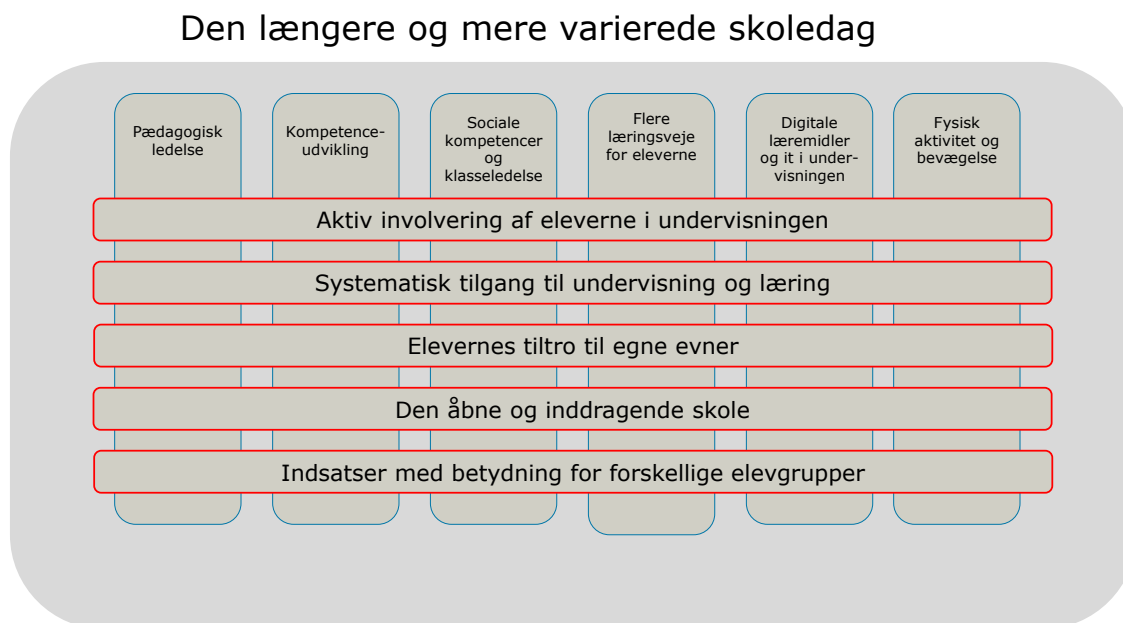 Den længere og mere varierede skoledag
Pædagogisk
ledelse
Kompetence-
udvikling
Sociale
kompetencer
og
klasseledelse
Flere
læringsveje
for eleverne
Digitale
læremidler
og it i under-
visningen
Fysisk
aktivitet og
bevægelse
Aktiv involvering af eleverne i undervisningen
Systematisk tilgang til undervisning og læring
Elevernes tiltro til egne evner
Den åbne og inddragende skole
Indsatser med betydning for forskellige elevgrupper